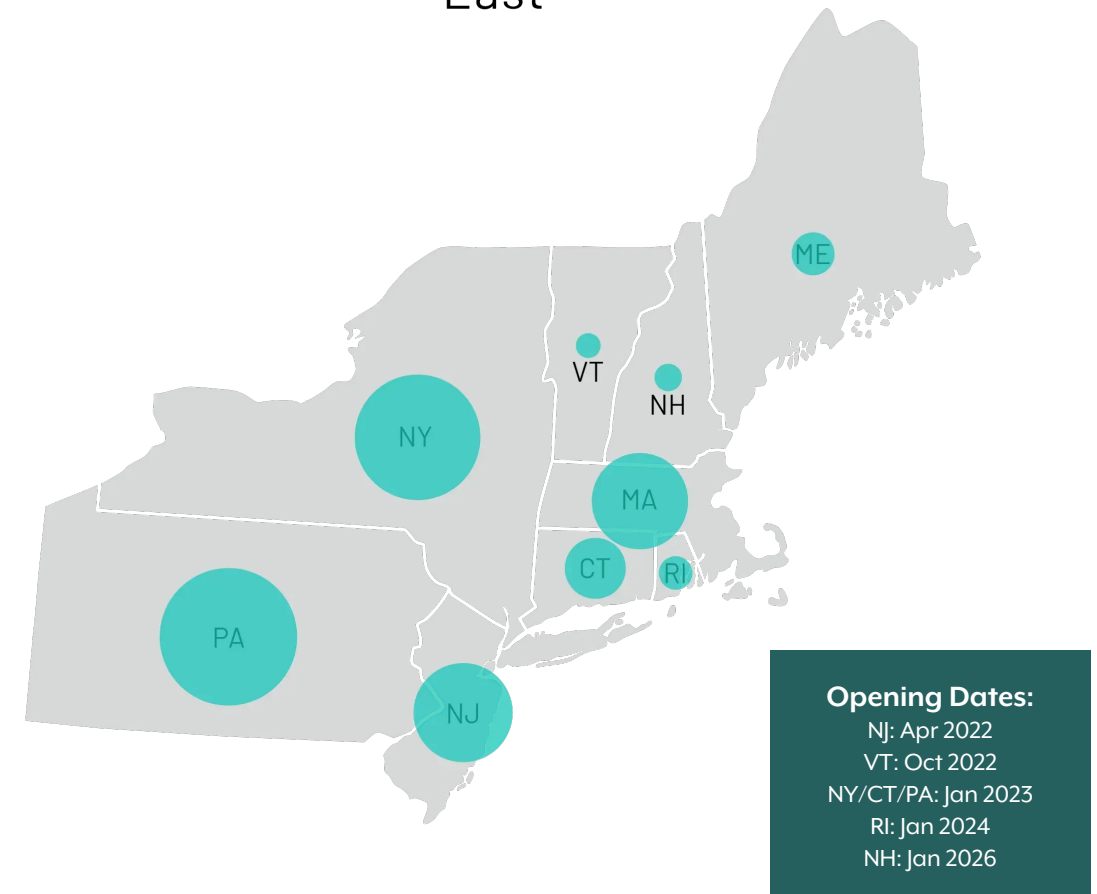 East
ME
VT
NH
NY
MA
CT
RI
PA
NJ
Opening Dates:
NJ: Apr 2022
VT: Oct 2022
NY/CT/PA: Jan 2023
RI: Jan 2024
NH: Jan 2026